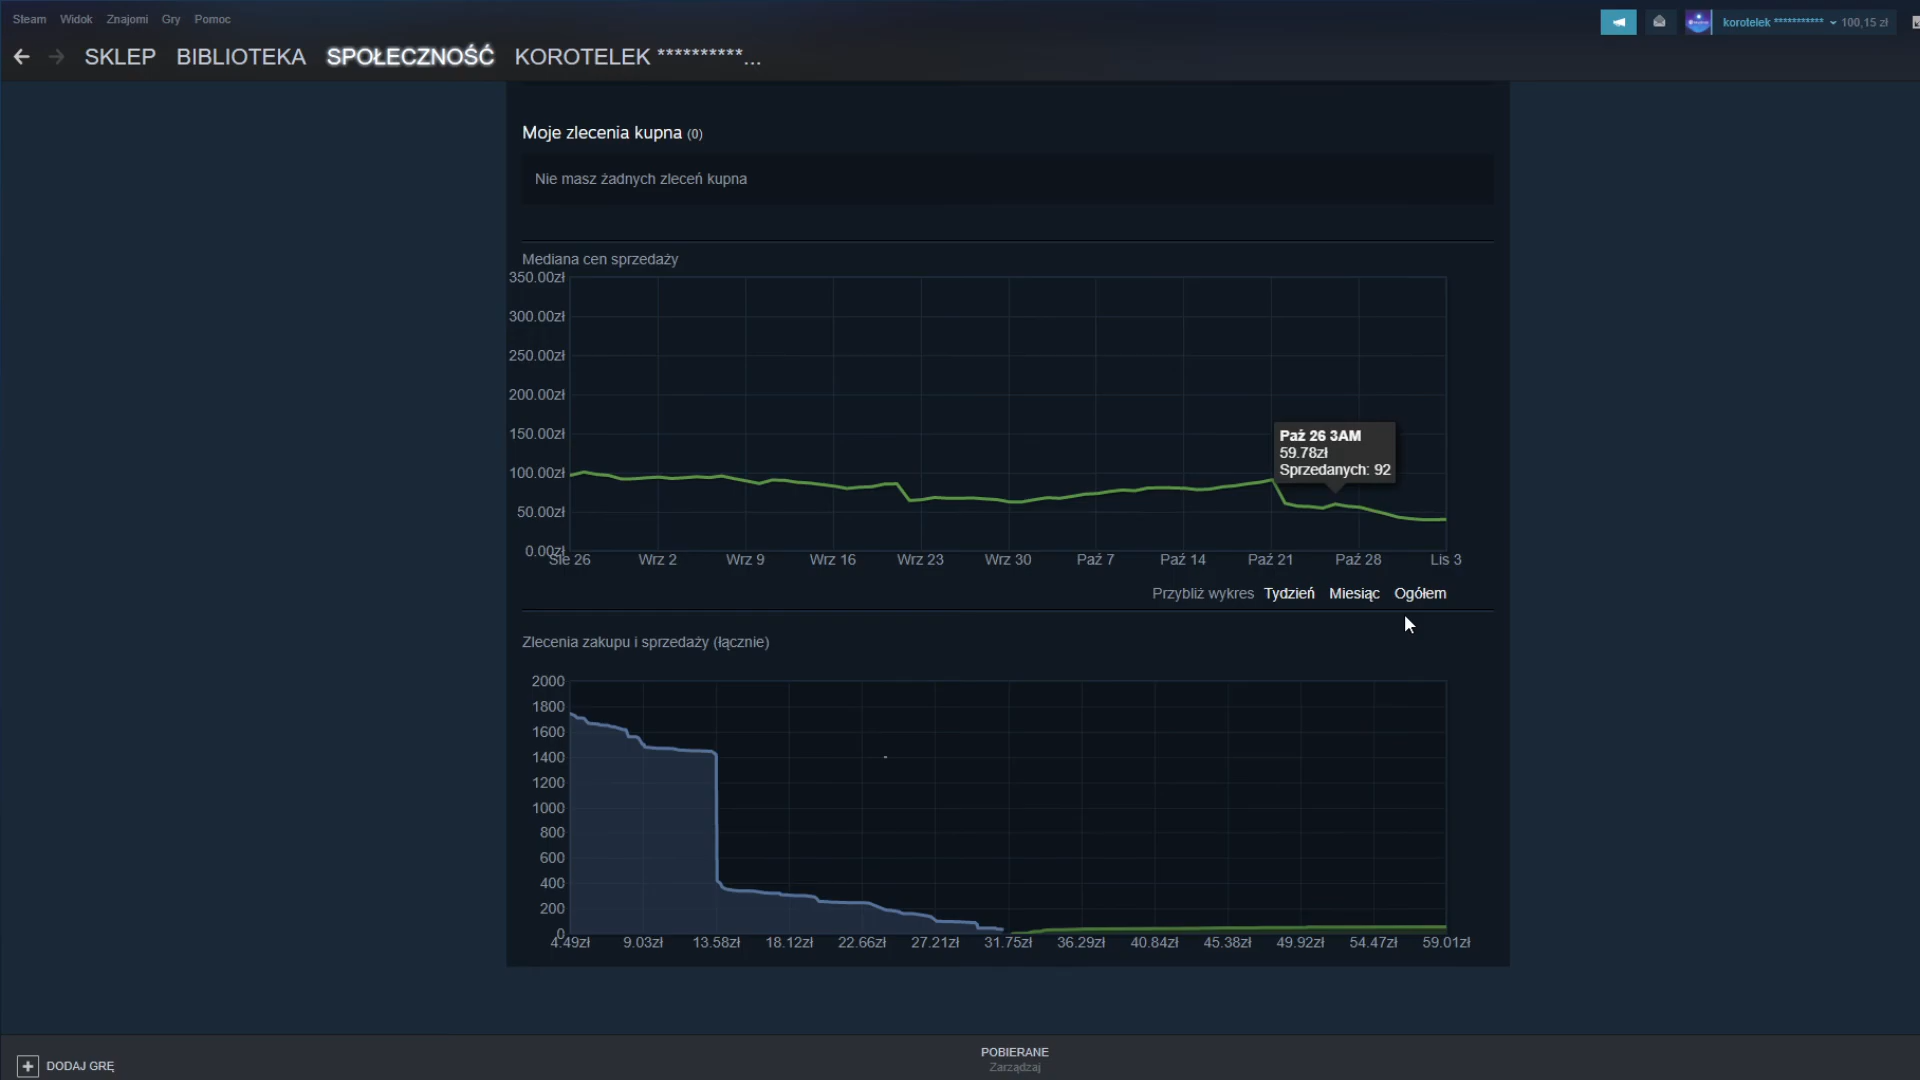 Steam Widok Znajomi Gry Pomoc
korotelek *********** 100,15 zł
SKLEP BIBLIOTEKA SPOŁECZNOŚĆ KOROTELEK **********...
Moje zlecenia kupna (0)
Nie masz żadnych zleceń kupna
Mediana cen sprzedaży
350.00zł
300.00zł
250.00zł
200.00zł
150.00zł
100.00zł
50.00zł
0.00zł
Paź 26 3AM
59.78zł
Sprzedanych: 92
Sie 26 Wrz 2 Wrz 9 Wrz 16 Wrz 23 Wrz 30 Paź 7 Paź 14 Paź 21 Paź 28 Lis 3
Przybliż wykres Tydzień Miesiąc Ogółem
Zlecenia zakupu i sprzedaży (łącznie)
2000
1800
1600
1400
1200
1000
800
600
400
200
0
4.49zł 9.03zł 13.58zł 18.12zł 22.66zł 27.21zł 31.75zł 36.29zł 40.84zł 45.38zł 49.92zł 54.47zł 59.01zł
DODAJ GRĘ
POBIERANE
Zarządzaj